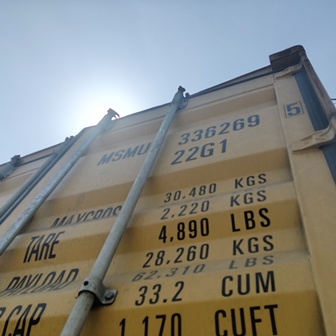 MSMU 336269 5
22G1
MAXGROSS 30.480 KGS
TARE 2.220 KGS
4,890 LBS
PAYLOAD 28.260 KGS
62.310 LBS
CAP 33.2 CUM
1.170 CUFT